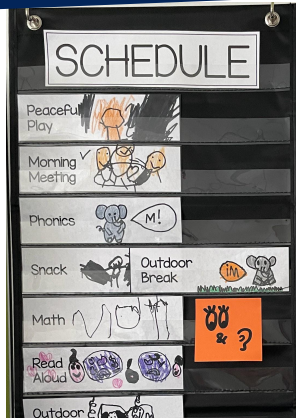 SCHEDULE
Peaceful
Play
Morning
Meeting
Phonics
M!
Snack
Outdoor
Break
Math
& ?
Read
Aloud
Outdoor